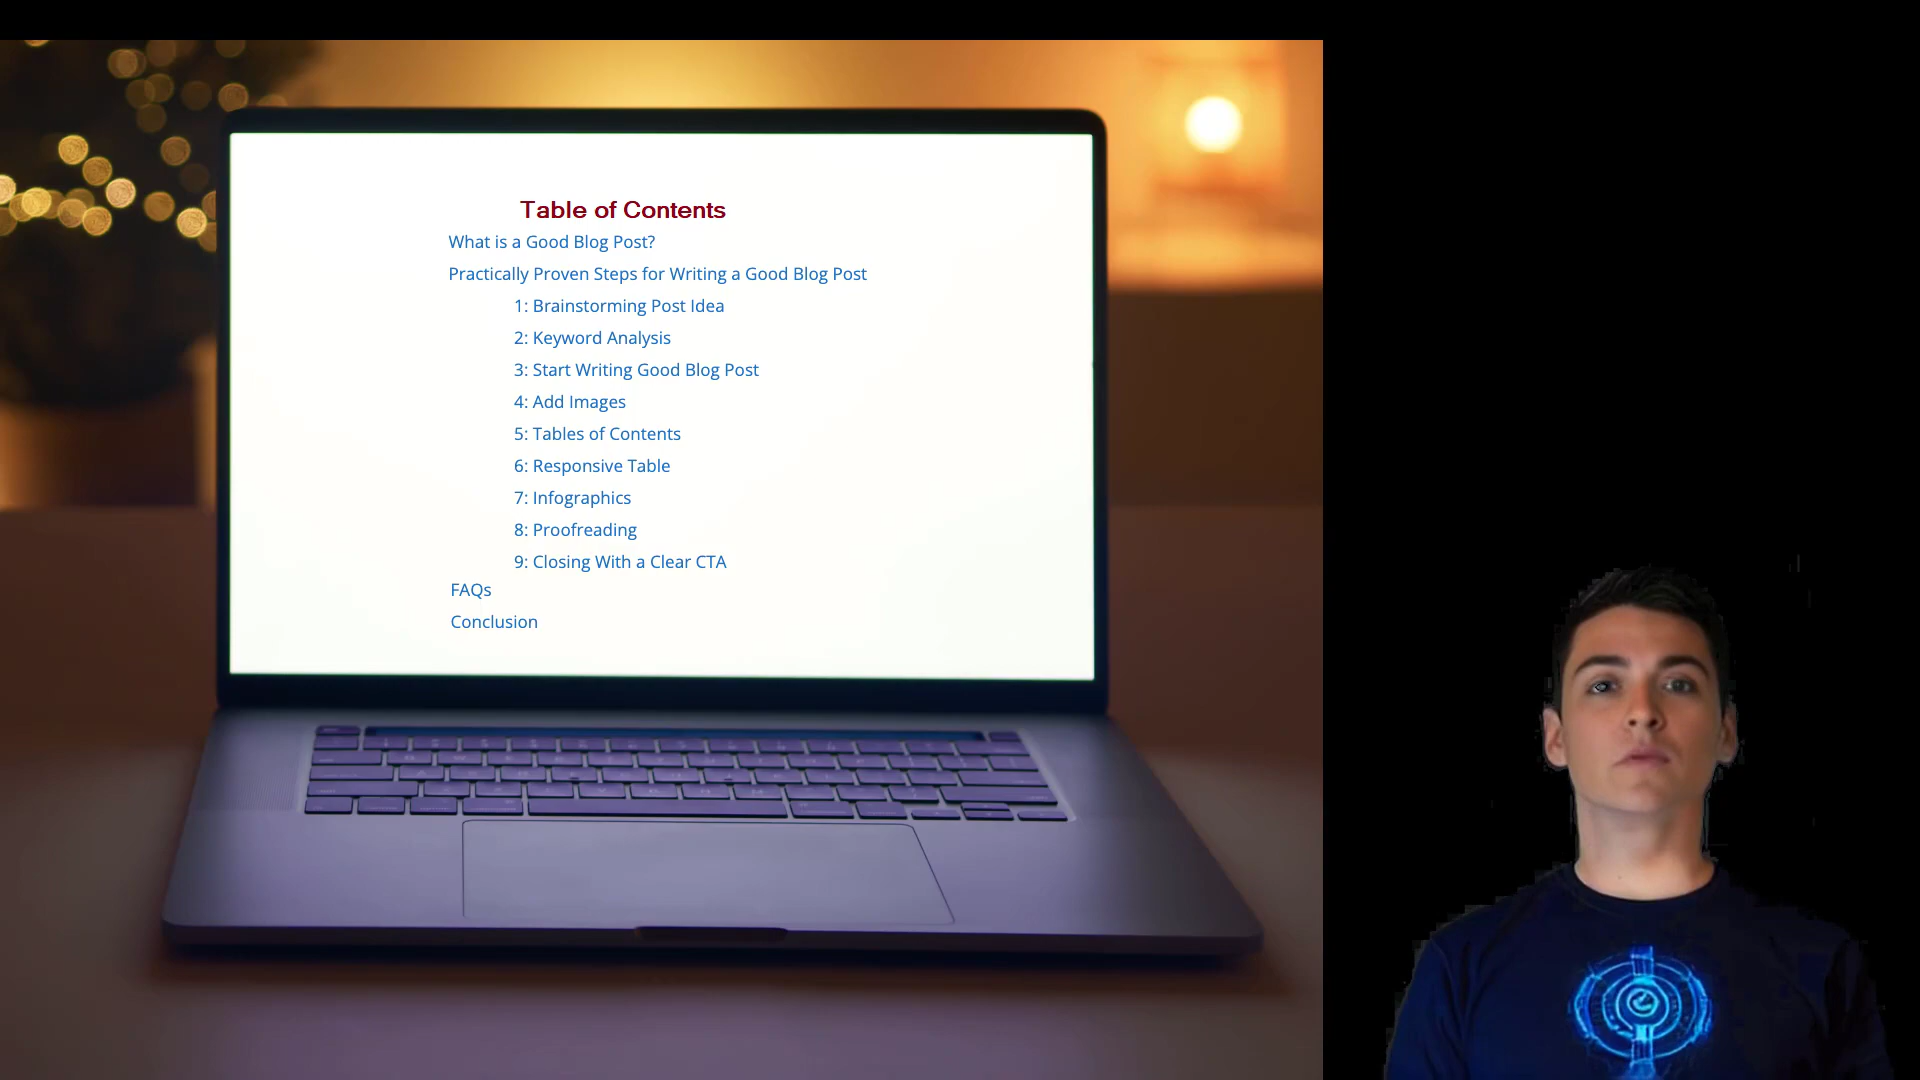 Table of Contents
What is a Good Blog Post?
Practically Proven Steps for Writing a Good Blog Post
1: Brainstorming Post Idea
2: Keyword Analysis
3: Start Writing Good Blog Post
4: Add Images
5: Tables of Contents
6: Responsive Table
7: Infographics
8: Proofreading
9: Closing With a Clear CTA
FAQs
Conclusion